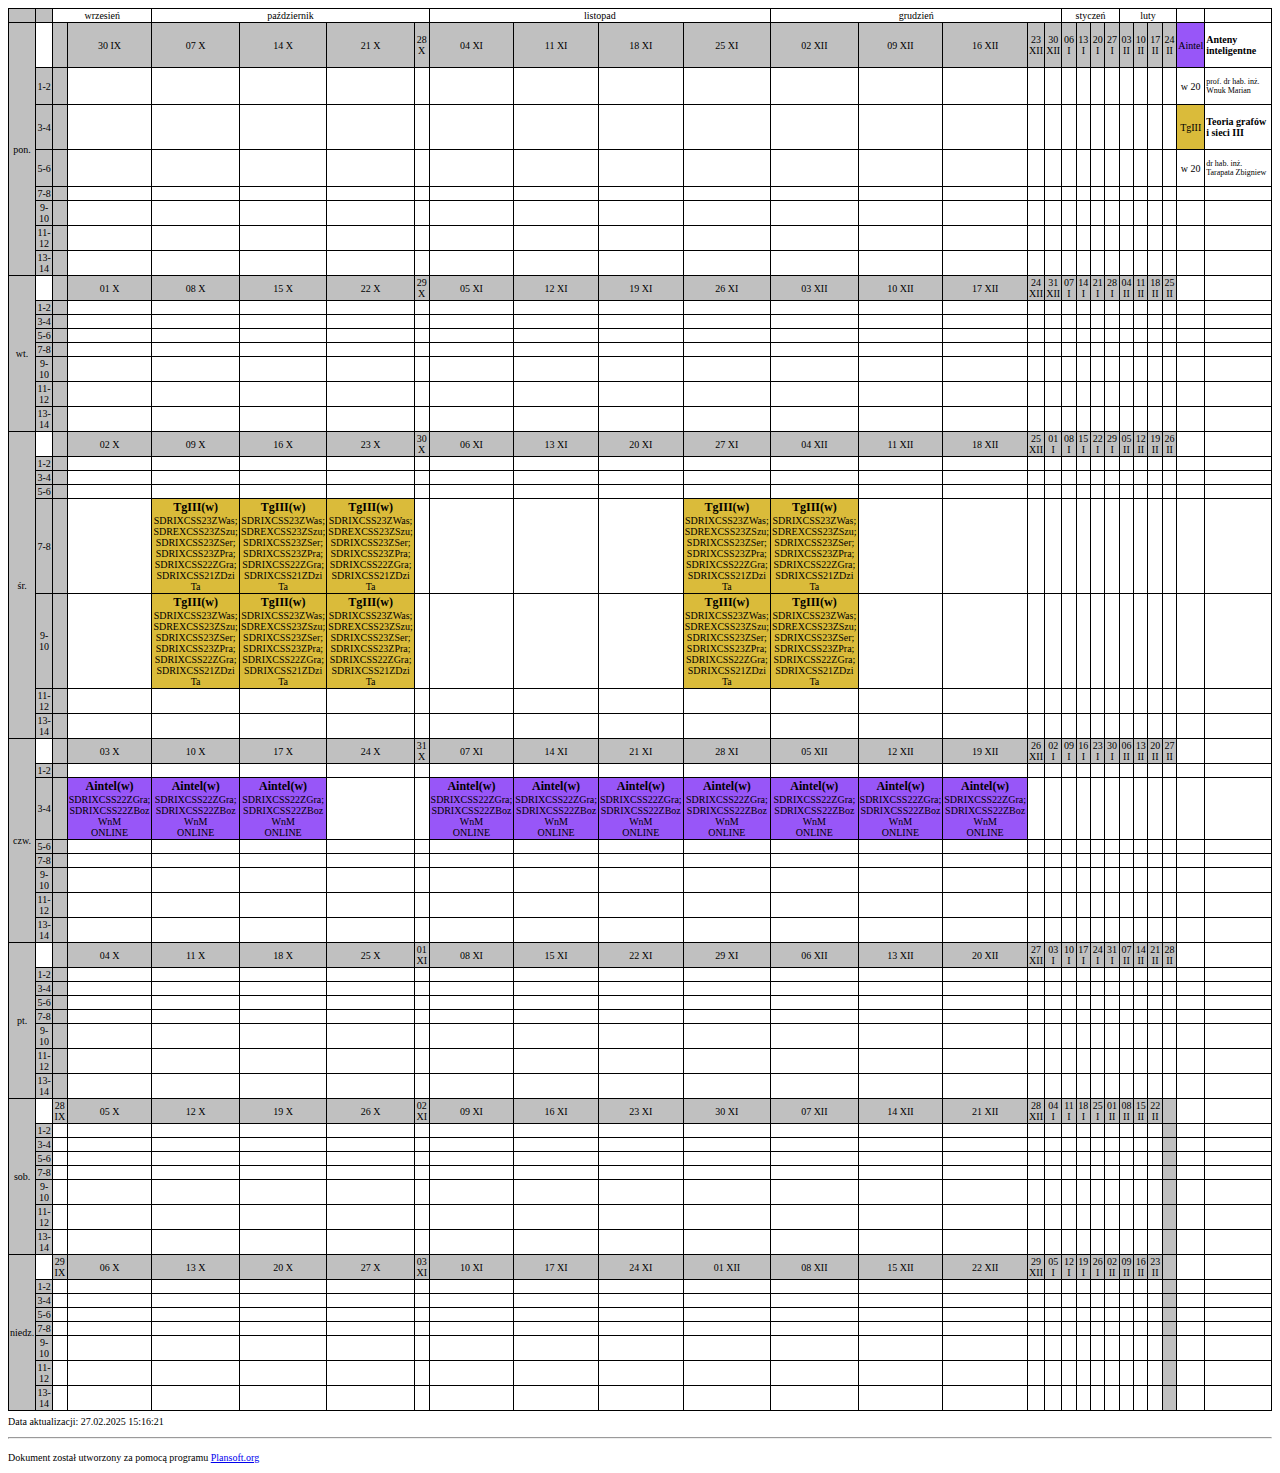 wrzesień październik listopad grudzień styczeń luty
pon. 30 IX 07 X 14 X 21 X 28 X 04 XI 11 XI 18 XI 25 XI 02 XII 09 XII 16 XII 23 XII 30 XII 06 I 13 I 20 I 27 I 03 II 10 II 17 II 24 II Aintel Anteny inteligentne
1-2 w 20 prof. dr hab. inż. Wnuk Marian
3-4 TgIII Teoria grafów i sieci III
5-6 w 20 dr hab. inż. Tarapata Zbigniew
7-8
9-10
11-12
13-14
wt. 01 X 08 X 15 X 22 X 29 X 05 XI 12 XI 19 XI 26 XI 03 XII 10 XII 17 XII 24 XII 31 XII 07 I 14 I 21 I 28 I 04 II 11 II 18 II 25 II
1-2
3-4
5-6
7-8
9-10
11-12
13-14
śr. 02 X 09 X 16 X 23 X 30 X 06 XI 13 XI 20 XI 27 XI 04 XII 11 XII 18 XII 25 XII 01 I 08 I 15 I 22 I 29 I 05 II 12 II 19 II 26 II
1-2
3-4
5-6
7-8
TgIII(w) TgIII(w) TgIII(w) TgIII(w) TgIII(w)
SDRIXCSS23ZWas; SDRIXCSS23ZWas; SDRIXCSS23ZWas; SDRIXCSS23ZWas; SDRIXCSS23ZWas;
SDREXCSS23ZSzu; SDREXCSS23ZSzu; SDREXCSS23ZSzu; SDREXCSS23ZSzu; SDREXCSS23ZSzu;
SDRIXCSS23ZSer; SDRIXCSS23ZSer; SDRIXCSS23ZSer; SDRIXCSS23ZSer; SDRIXCSS23ZSer;
SDRIXCSS23ZPra; SDRIXCSS23ZPra; SDRIXCSS23ZPra; SDRIXCSS23ZPra; SDRIXCSS23ZPra;
SDRIXCSS22ZGra; SDRIXCSS22ZGra; SDRIXCSS22ZGra; SDRIXCSS22ZGra; SDRIXCSS22ZGra;
SDRIXCSS21ZDzi SDRIXCSS21ZDzi SDRIXCSS21ZDzi SDRIXCSS21ZDzi SDRIXCSS21ZDzi
Ta Ta Ta Ta Ta
9-10
TgIII(w) TgIII(w) TgIII(w) TgIII(w) TgIII(w)
SDRIXCSS23ZWas; SDRIXCSS23ZWas; SDRIXCSS23ZWas; SDRIXCSS23ZWas; SDRIXCSS23ZWas;
SDREXCSS23ZSzu; SDREXCSS23ZSzu; SDREXCSS23ZSzu; SDREXCSS23ZSzu; SDREXCSS23ZSzu;
SDRIXCSS23ZSer; SDRIXCSS23ZSer; SDRIXCSS23ZSer; SDRIXCSS23ZSer; SDRIXCSS23ZSer;
SDRIXCSS23ZPra; SDRIXCSS23ZPra; SDRIXCSS23ZPra; SDRIXCSS23ZPra; SDRIXCSS23ZPra;
SDRIXCSS22ZGra; SDRIXCSS22ZGra; SDRIXCSS22ZGra; SDRIXCSS22ZGra; SDRIXCSS22ZGra;
SDRIXCSS21ZDzi SDRIXCSS21ZDzi SDRIXCSS21ZDzi SDRIXCSS21ZDzi SDRIXCSS21ZDzi
Ta Ta Ta Ta Ta
11-12
13-14
czw. 03 X 10 X 17 X 24 X 31 X 07 XI 14 XI 21 XI 28 XI 05 XII 12 XII 19 XII 26 XII 02 I 09 I 16 I 23 I 30 I 06 II 13 II 20 II 27 II
1-2
3-4
Aintel(w) Aintel(w) Aintel(w) Aintel(w) Aintel(w) Aintel(w) Aintel(w) Aintel(w) Aintel(w) Aintel(w)
SDRIXCSS22ZGra; SDRIXCSS22ZGra; SDRIXCSS22ZGra; SDRIXCSS22ZGra; SDRIXCSS22ZGra; SDRIXCSS22ZGra; SDRIXCSS22ZGra; SDRIXCSS22ZGra; SDRIXCSS22ZGra; SDRIXCSS22ZGra;
SDRIXCSS22ZBoz SDRIXCSS22ZBoz SDRIXCSS22ZBoz SDRIXCSS22ZBoz SDRIXCSS22ZBoz SDRIXCSS22ZBoz SDRIXCSS22ZBoz SDRIXCSS22ZBoz SDRIXCSS22ZBoz SDRIXCSS22ZBoz
WnM WnM WnM WnM WnM WnM WnM WnM WnM WnM
ONLINE ONLINE ONLINE ONLINE ONLINE ONLINE ONLINE ONLINE ONLINE ONLINE
5-6
7-8
9-10
11-12
13-14
pt. 04 X 11 X 18 X 25 X 01 XI 08 XI 15 XI 22 XI 29 XI 06 XII 13 XII 20 XII 27 XII 03 I 10 I 17 I 24 I 31 I 07 II 14 II 21 II 28 II
1-2
3-4
5-6
7-8
9-10
11-12
13-14
sob. 28 IX 05 X 12 X 19 X 26 X 02 XI 09 XI 16 XI 23 XI 30 XI 07 XII 14 XII 21 XII 28 XII 04 I 11 I 18 I 25 I 01 II 08 II 15 II 22 II
1-2
3-4
5-6
7-8
9-10
11-12
13-14
niedz. 29 IX 06 X 13 X 20 X 27 X 03 XI 10 XI 17 XI 24 XI 01 XII 08 XII 15 XII 22 XII 29 XII 05 I 12 I 19 I 26 I 02 II 09 II 16 II 23 II
1-2
3-4
5-6
7-8
9-10
11-12
13-14
Data aktualizacji: 27.02.2025 15:16:21
Dokument został utworzony za pomocą programu Plansoft.org